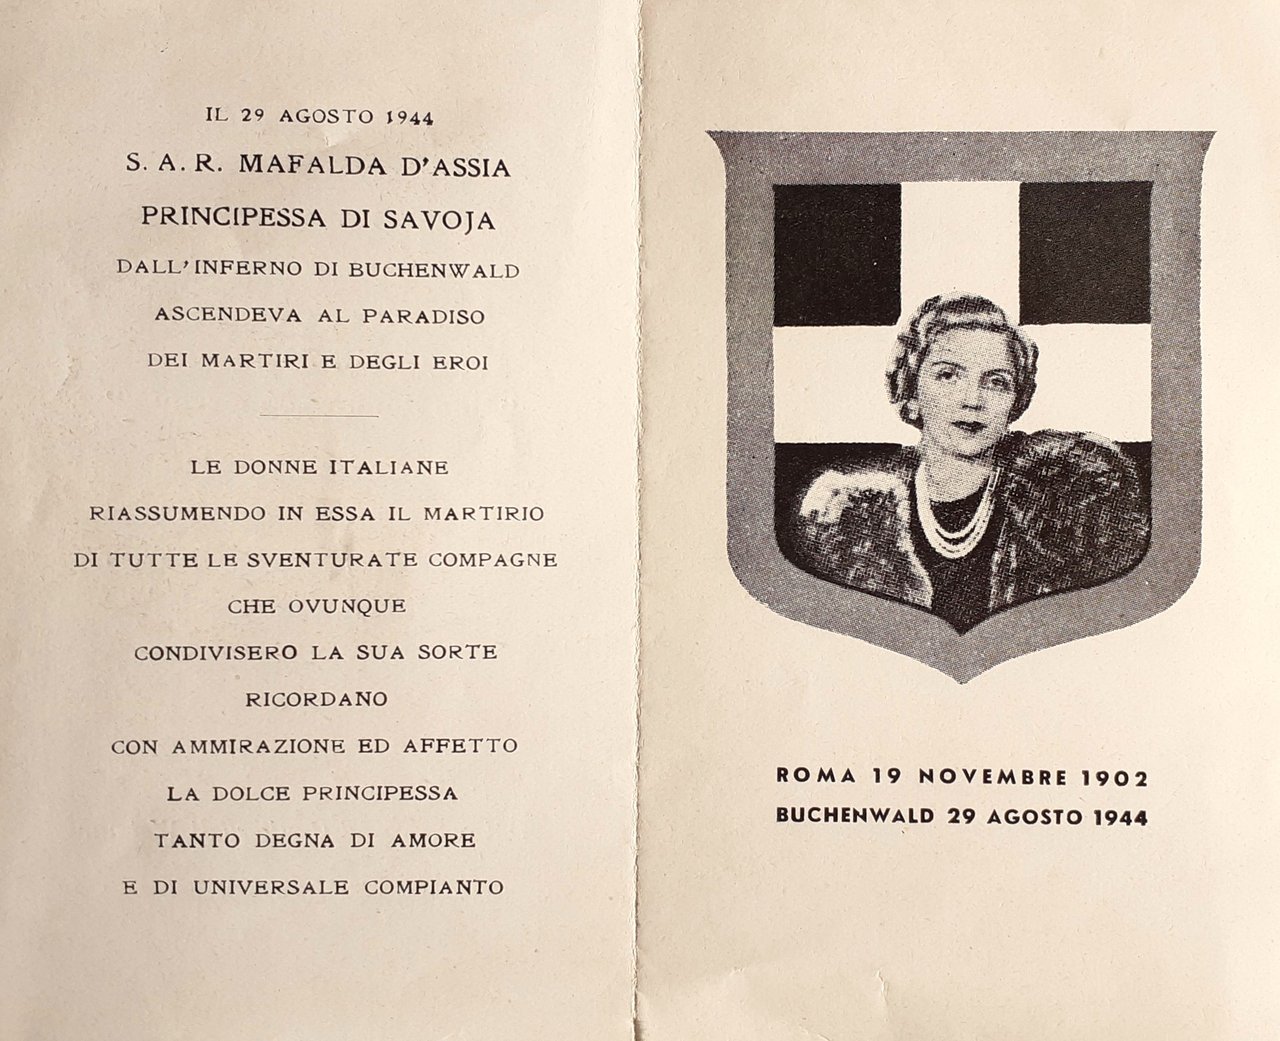 IL 29 AGOSTO 1944
S. A. R. MAFALDA D'ASSIA
PRINCIPESSA DI SAVOJA
DALL'INFERNO DI BUCHENWALD
ASCENDEVA AL PARADISO
DEI MARTIRI E DEGLI EROI
LE DONNE ITALIANE
RIASSUMENDO IN ESSA IL MARTIRIO
DI TUTTE LE SVENTURATE COMPAGNE
CHE OVUNQUE
CONDIVISERO LA SUA SORTE
RICORDANO
CON AMMIRAZIONE ED AFFETTO
LA DOLCE PRINCIPESSA
TANTO DEGNA DI AMORE
E DI UNIVERSALE COMPIANTO
ROMA 19 NOVEMBRE 1902
BUCHENWALD 29 AGOSTO 1944